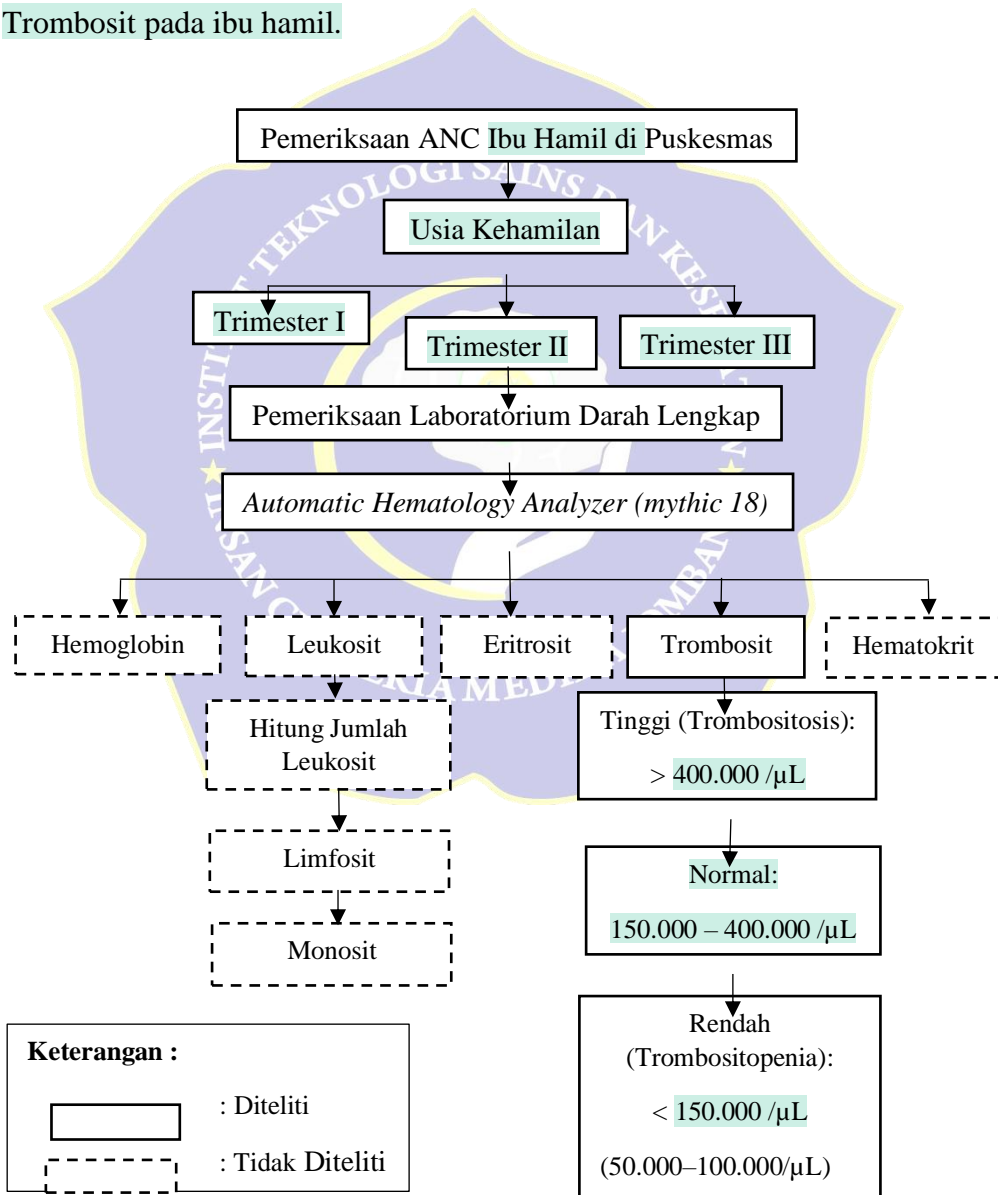 Trombosit pada ibu hamil.
Pemeriksaan ANC Ibu Hamil di Puskesmas
Usia Kehamilan
Trimester I
Trimester II
Trimester III
Pemeriksaan Laboratorium Darah Lengkap
Automatic Hematology Analyzer (mythic 18)
Hemoglobin
Leukosit
Eritrosit
Trombosit
Hematokrit
Hitung Jumlah
Leukosit
Limfosit
Monosit
Tinggi (Trombositosis):
> 400.000 /µL
Normal:
150.000 – 400.000 /µL
Rendah
(Trombositopenia):
< 150.000 /µL
(50.000–100.000/µL)
Keterangan :
: Diteliti
: Tidak Diteliti